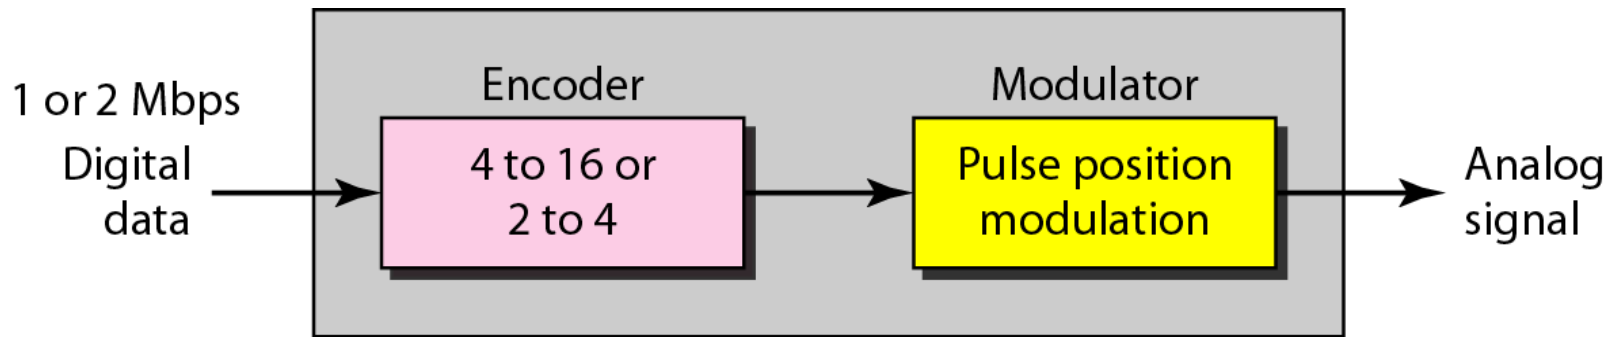 1 or 2 Mbps
Digital
data
Encoder
4 to 16 or
2 to 4
Modulator
Pulse position
modulation
Analog
signal